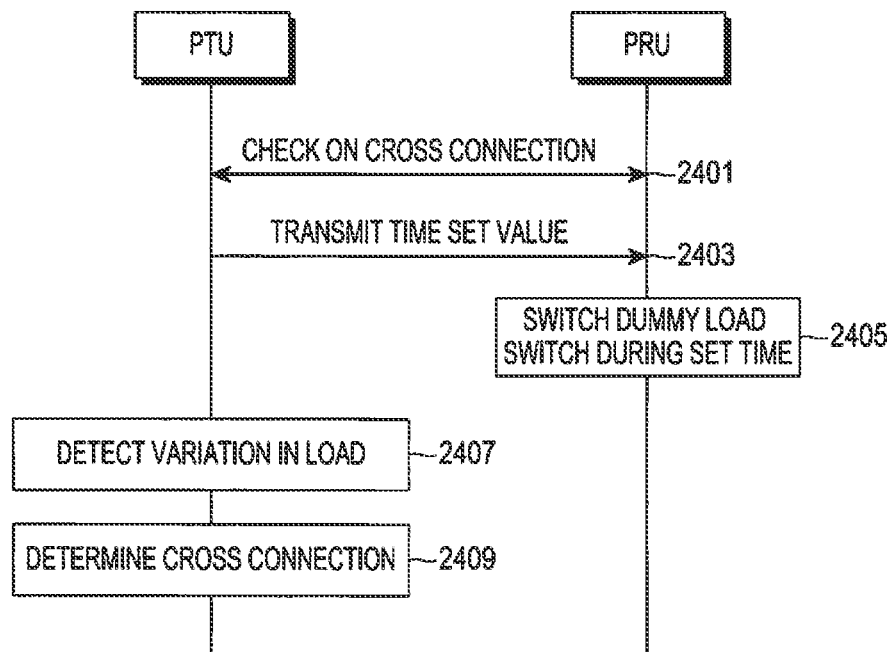 PTU
PRU
CHECK ON CROSS CONNECTION
2401
TRANSMIT TIME SET VALUE
2403
SWITCH DUMMY LOAD
SWITCH DURING SET TIME
2405
DETECT VARIATION IN LOAD
2407
DETERMINE CROSS CONNECTION
2409